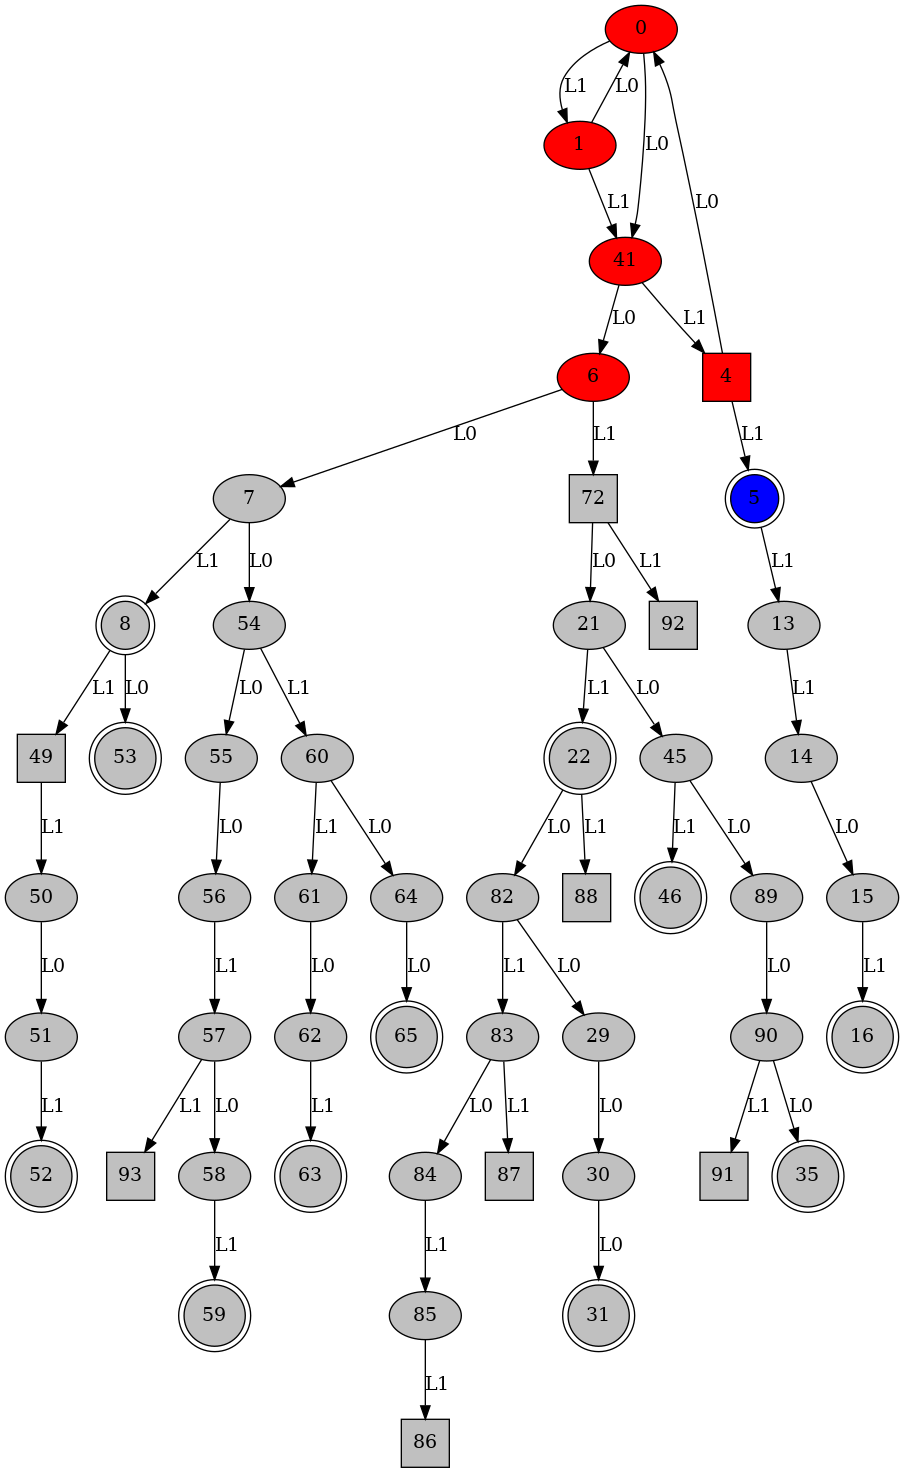 0
L1 L0
1 L0 L0
L1
41
L0 L1
6 4
L0 L1 L1
7 72 5
L1 L0 L0 L1 L1
8 54 21 92 13
L1 L0 L0 L1 L1 L0 L1
49 53 55 60 22 45 14
L1 L0 L1 L0 L0 L1 L1 L0 L0
50 56 61 64 82 88 46 89 15
L0 L1 L0 L0 L1 L0 L0 L1
51 57 62 65 83 29 90 16
L1 L1 L0 L1 L0 L1 L0 L1 L0
52 93 58 63 84 87 30 91 35
L1 L1 L0
59 85 31
L1
86